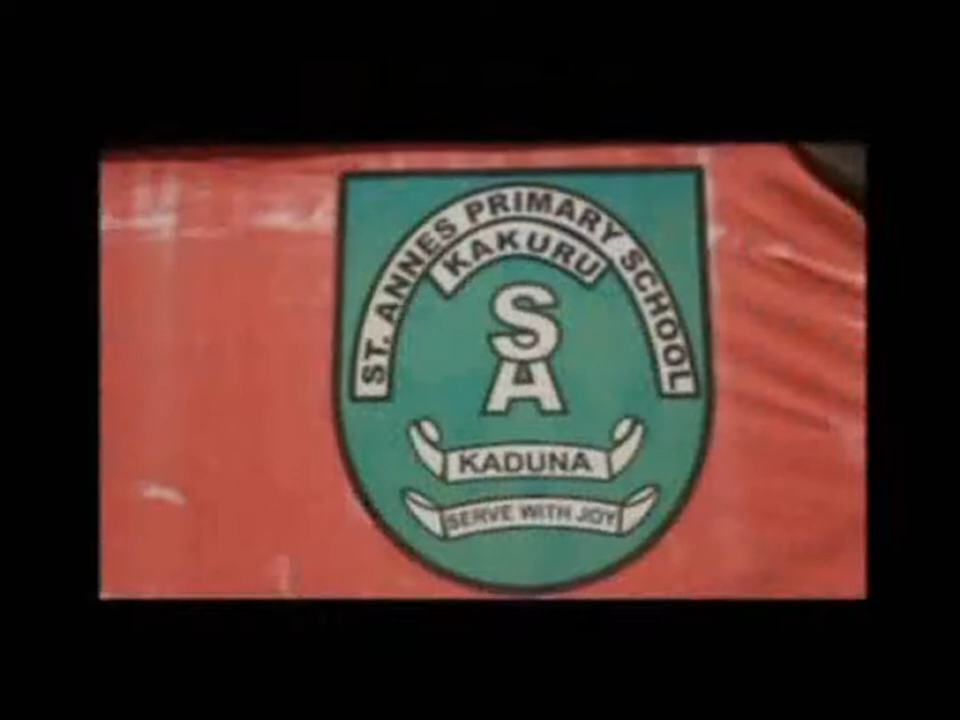 ST. ANNES PRIMARY SCHOOL
KAKURU
SA
KADUNA
SERVE WITH JOY